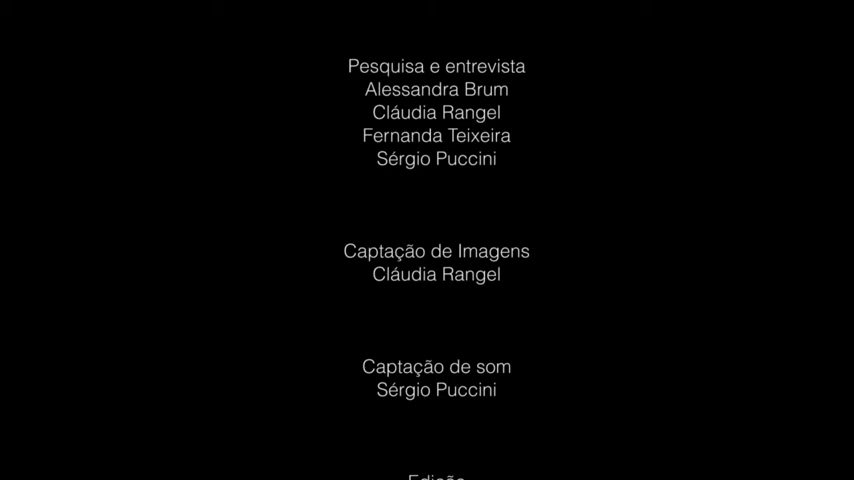 Pesquisa e entrevista
Alessandra Brum
Cláudia Rangel
Fernanda Teixeira
Sérgio Puccini
Captação de Imagens
Cláudia Rangel
Captação de som
Sérgio Puccini
Edição